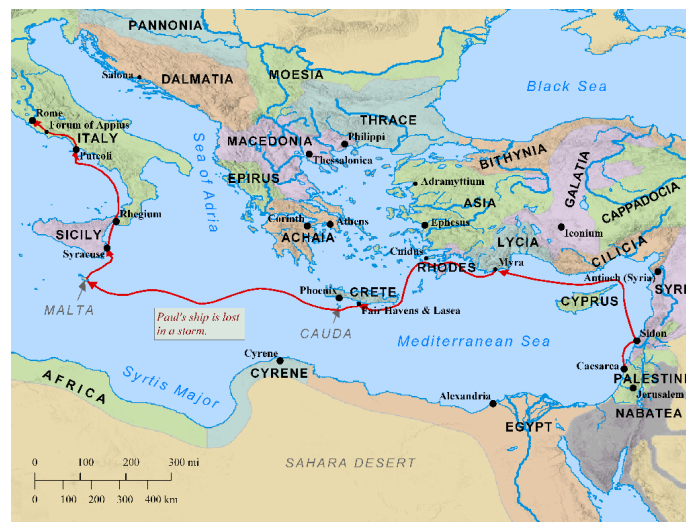 PANNONIA
Salona
DALMATIA
MOESIA
Black Sea
Rome
Forum of Appius
ITALY
Puteoli
Sea of Adria
THRACE
MACEDONIA
Philippi
Thessalonica
BITHYNIA
GALATIA
EPIRUS
Adramyttium
ASIA
CAPPADOCIA
Rhegium
SICILY
Syracuse
Corinth
Athens
ACHAIA
Ephesus
LYCIA
Iconium
CILICIA
Cnidus
RHODES
Myra
Antioch (Syria)
SYRI
MALTA
Phoenix
CRETE
Fair Havens & Lasea
CYPRUS
Paul's ship is lost
in a storm.
CAUDA
Mediterranean Sea
Sidon
Cyrene
CYRENE
Caesarea
PALESTINE
Jerusalem
NABATEA
AFRICA
Syrtis Major
Alexandria
EGYPT
SAHARA DESERT
0 100 200 300 mi
0 100 200 300 400 km